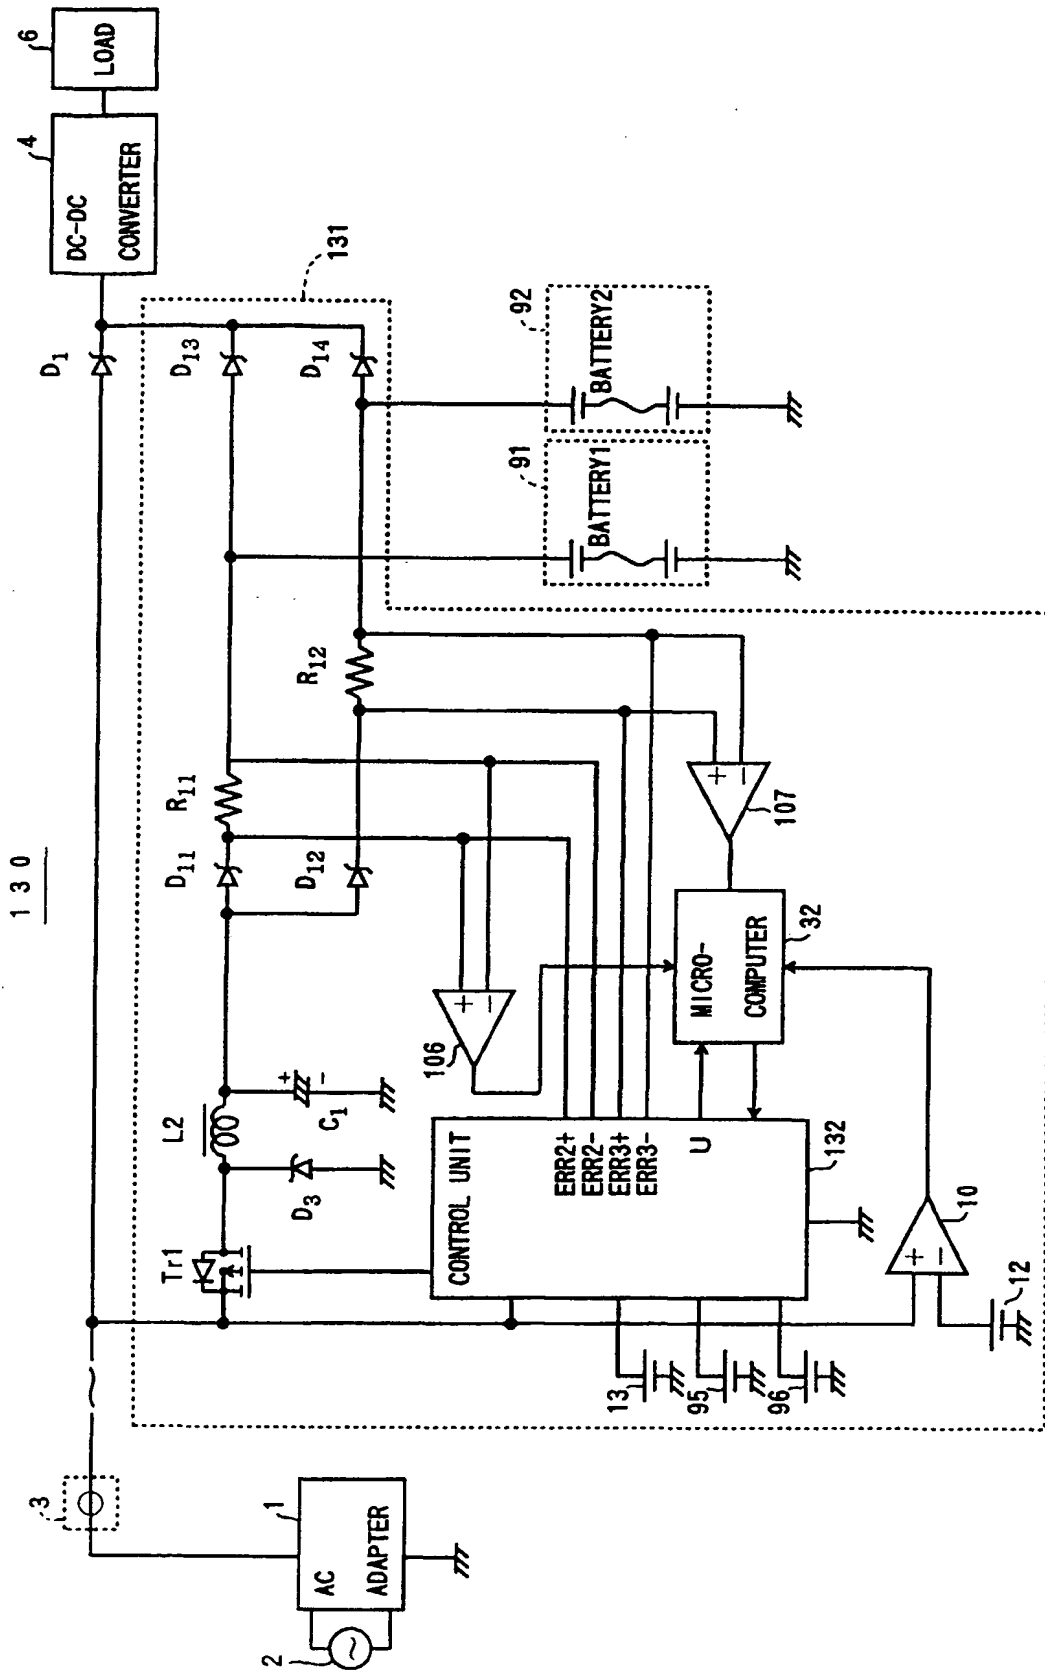 130
6
LOAD
4
DC-DC
CONVERTER
131
D1
D13
D14
92
BATTERY2
91
BATTERY1
R11
R12
D11
D12
107
+
−
MICRO-
COMPUTER
32
106
+
−
L2
C1
+
−
D3
Tr1
CONTROL UNIT
ERR2+
ERR2-
ERR3+
ERR3-
U
132
10
+
−
12
13
95
96
3
1
AC
ADAPTER
2
~